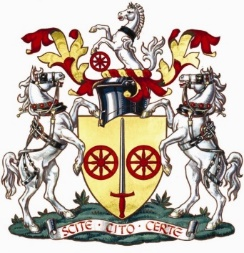 SCITE · CITO · CERTE